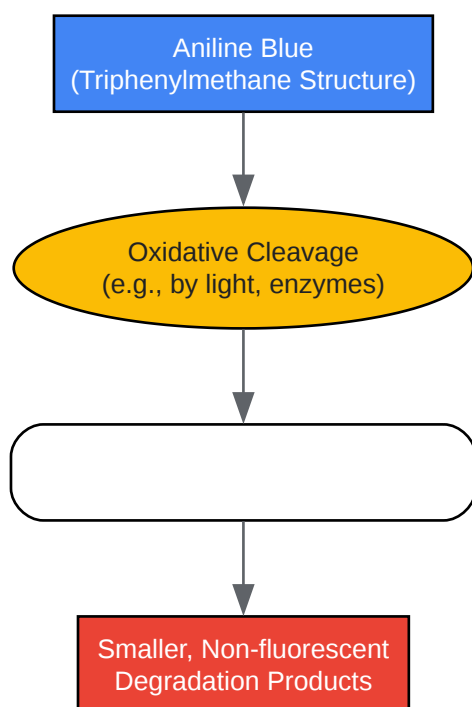 Aniline Blue
(Triphenylmethane Structure)
Oxidative Cleavage
(e.g., by light, enzymes)
Smaller, Non-fluorescent
Degradation Products